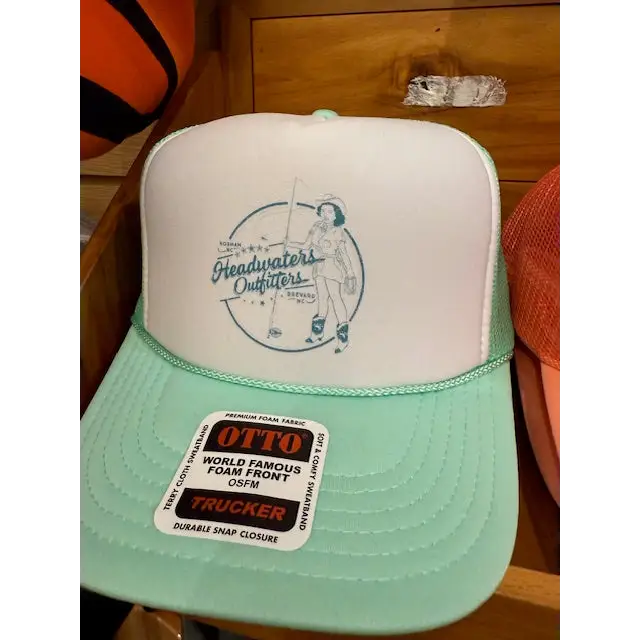 ROSMAN
NC
Headwaters
Outfitters
BREVARD
NC
PREMIUM FOAM FABRIC
OTTO
WORLD FAMOUS
FOAM FRONT
OSFM
TRUCKER
TERRY CLOTH SWEATBAND
SOFT & COMFY SWEATBAND
DURABLE SNAP CLOSURE